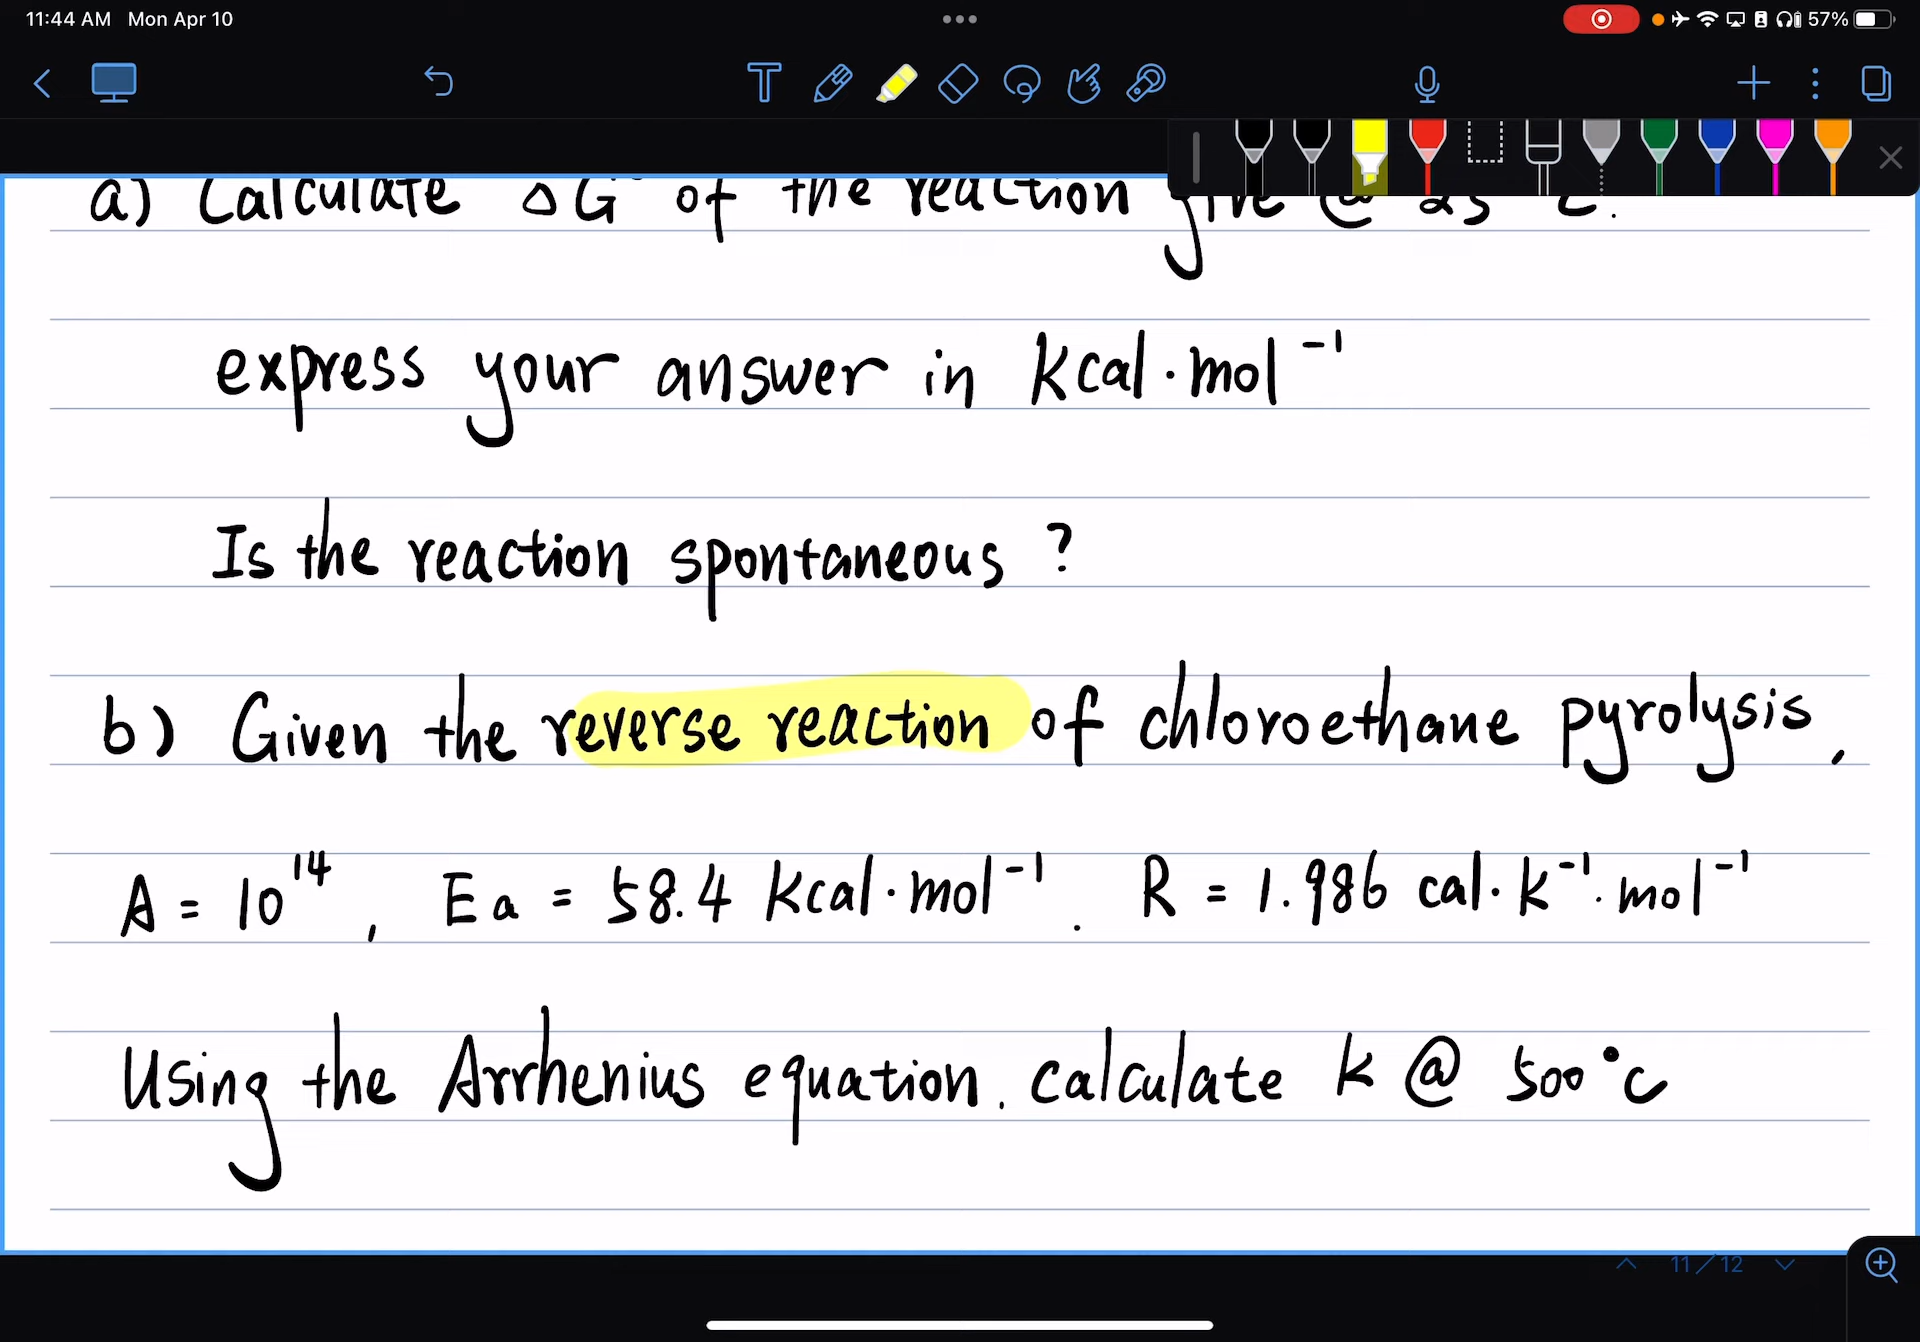 11:44 AM Mon Apr 10
57%
a) Calculate △G° of the reaction give @ 25 °C.
express your answer in kcal·mol⁻¹
Is the reaction spontaneous ?
b) Given the reverse reaction of chloroethane pyrolysis,
A = 10¹⁴, Ea = 58.4 kcal·mol⁻¹. R = 1.986 cal·k⁻¹·mol⁻¹
Using the Arrhenius equation. calculate k @ 500°C
11/12